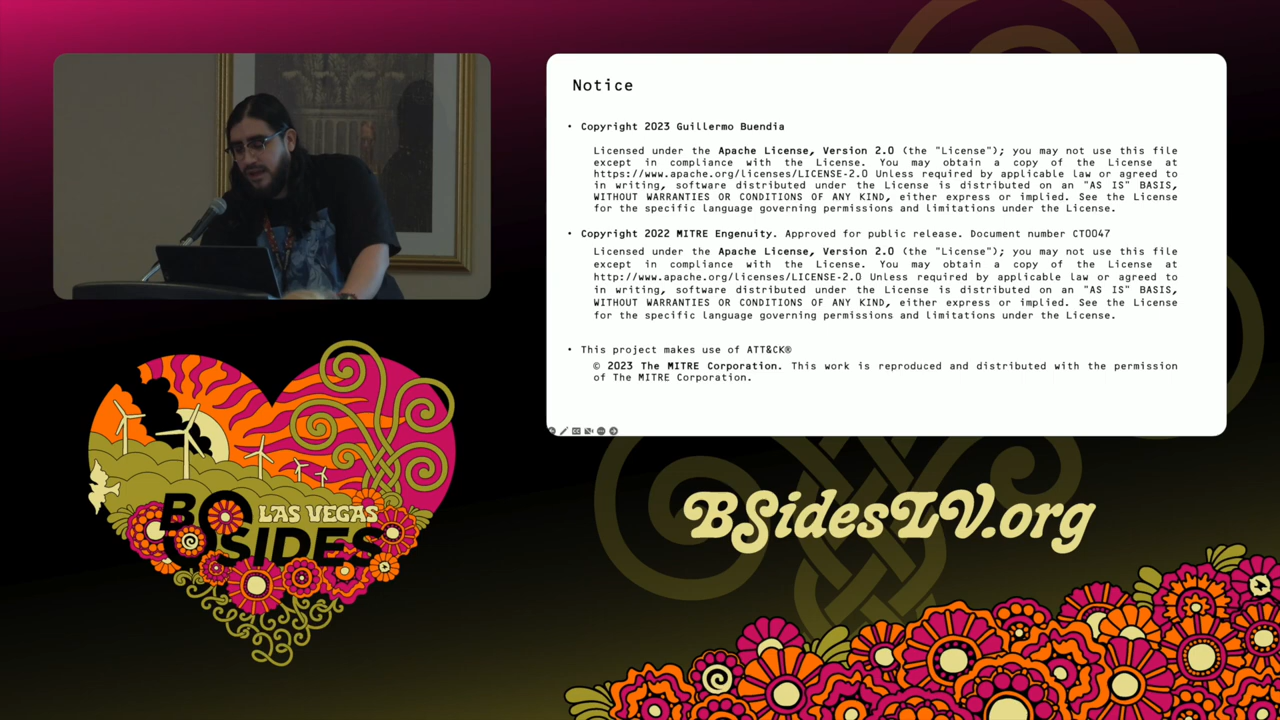 Notice
• Copyright 2023 Guillermo Buendia
Licensed under the Apache License, Version 2.0 (the "License"); you may not use this file
except in compliance with the License. You may obtain a copy of the License at
https://www.apache.org/licenses/LICENSE-2.0 Unless required by applicable law or agreed to
in writing, software distributed under the License is distributed on an "AS IS" BASIS,
WITHOUT WARRANTIES OR CONDITIONS OF ANY KIND, either express or implied. See the License
for the specific language governing permissions and limitations under the License.
• Copyright 2022 MITRE Engenuity. Approved for public release. Document number CT0047
Licensed under the Apache License, Version 2.0 (the "License"); you may not use this file
except in compliance with the License. You may obtain a copy of the License at
http://www.apache.org/licenses/LICENSE-2.0 Unless required by applicable law or agreed to
in writing, software distributed under the License is distributed on an "AS IS" BASIS,
WITHOUT WARRANTIES OR CONDITIONS OF ANY KIND, either express or implied. See the License
for the specific language governing permissions and limitations under the License.
• This project makes use of ATT&CK®
© 2023 The MITRE Corporation. This work is reproduced and distributed with the permission
of The MITRE Corporation.
LAS VEGAS
BSIDES
23
BSidesLV.org